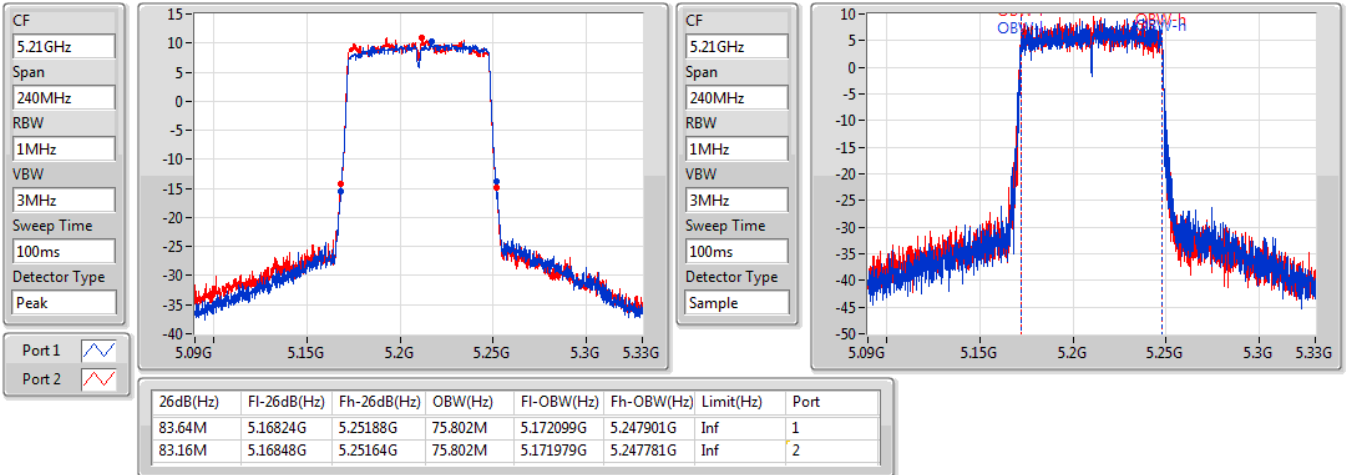 CF
5.21GHz
Span
240MHz
RBW
1MHz
VBW
3MHz
Sweep Time
100ms
Detector Type
Peak
Port 1
Port 2
15
10
5
0
-5
-10
-15
-20
-25
-30
-35
-40
5.09G 5.15G 5.2G 5.25G 5.3G 5.33G
CF
5.21GHz
Span
240MHz
RBW
1MHz
VBW
3MHz
Sweep Time
100ms
Detector Type
Sample
10
5
0
-5
-10
-15
-20
-25
-30
-35
-40
-45
-50
5.09G 5.15G 5.2G 5.25G 5.3G 5.33G
26dB(Hz) Fl-26dB(Hz) Fh-26dB(Hz) OBW(Hz) Fl-OBW(Hz) Fh-OBW(Hz) Limit(Hz) Port
83.64M 5.16824G 5.25188G 75.802M 5.172099G 5.247901G Inf 1
83.16M 5.16848G 5.25164G 75.802M 5.171979G 5.247781G Inf 2